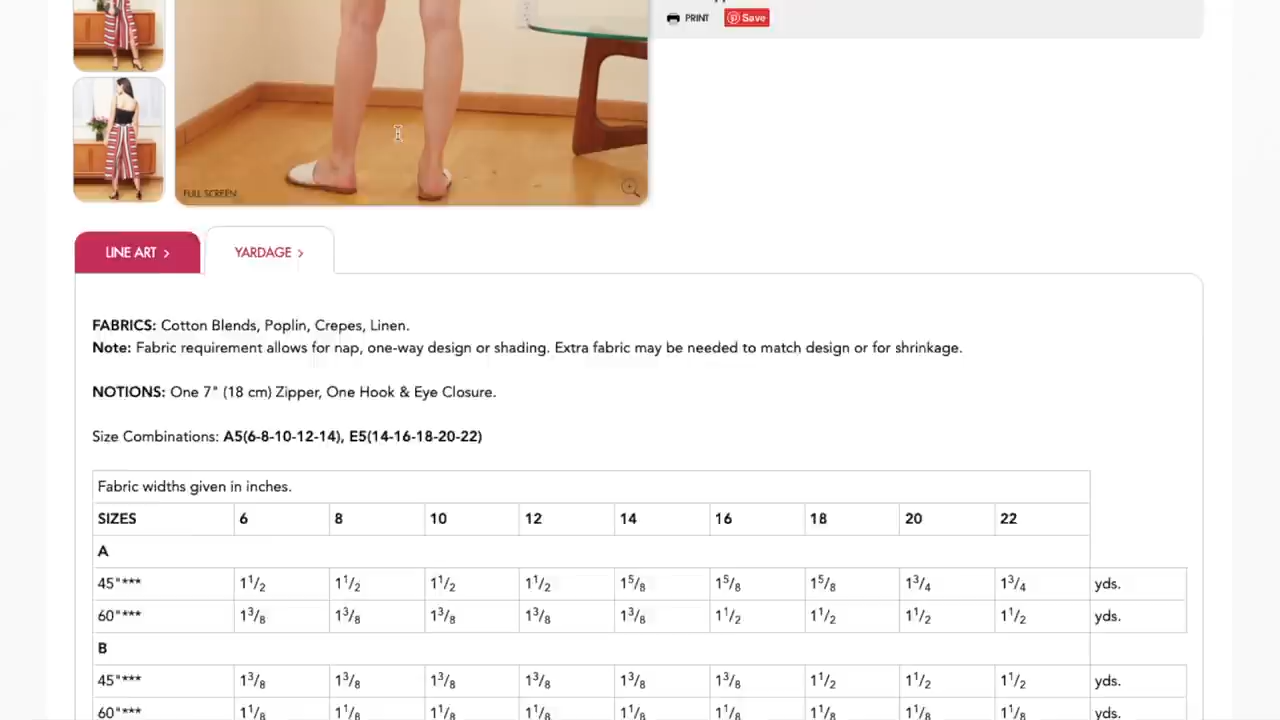 PRINT Save
FULL SCREEN
LINE ART > YARDAGE >
FABRICS: Cotton Blends, Poplin, Crepes, Linen.
Note: Fabric requirement allows for nap, one-way design or shading. Extra fabric may be needed to match design or for shrinkage.
NOTIONS: One 7" (18 cm) Zipper, One Hook & Eye Closure.
Size Combinations: A5(6-8-10-12-14), E5(14-16-18-20-22)
Fabric widths given in inches.
SIZES 6 8 10 12 14 16 18 20 22
A
45"*** 1 1/2 1 1/2 1 1/2 1 1/2 1 5/8 1 5/8 1 5/8 1 3/4 1 3/4 yds.
60"*** 1 3/8 1 3/8 1 3/8 1 3/8 1 3/8 1 1/2 1 1/2 1 1/2 1 1/2 yds.
B
45"*** 1 3/8 1 3/8 1 3/8 1 3/8 1 3/8 1 3/8 1 1/2 1 1/2 1 1/2 yds.
60"*** 1 1/8 1 1/8 1 1/8 1 1/8 1 1/8 1 1/8 1 1/8 1 1/8 1 1/8 yds.